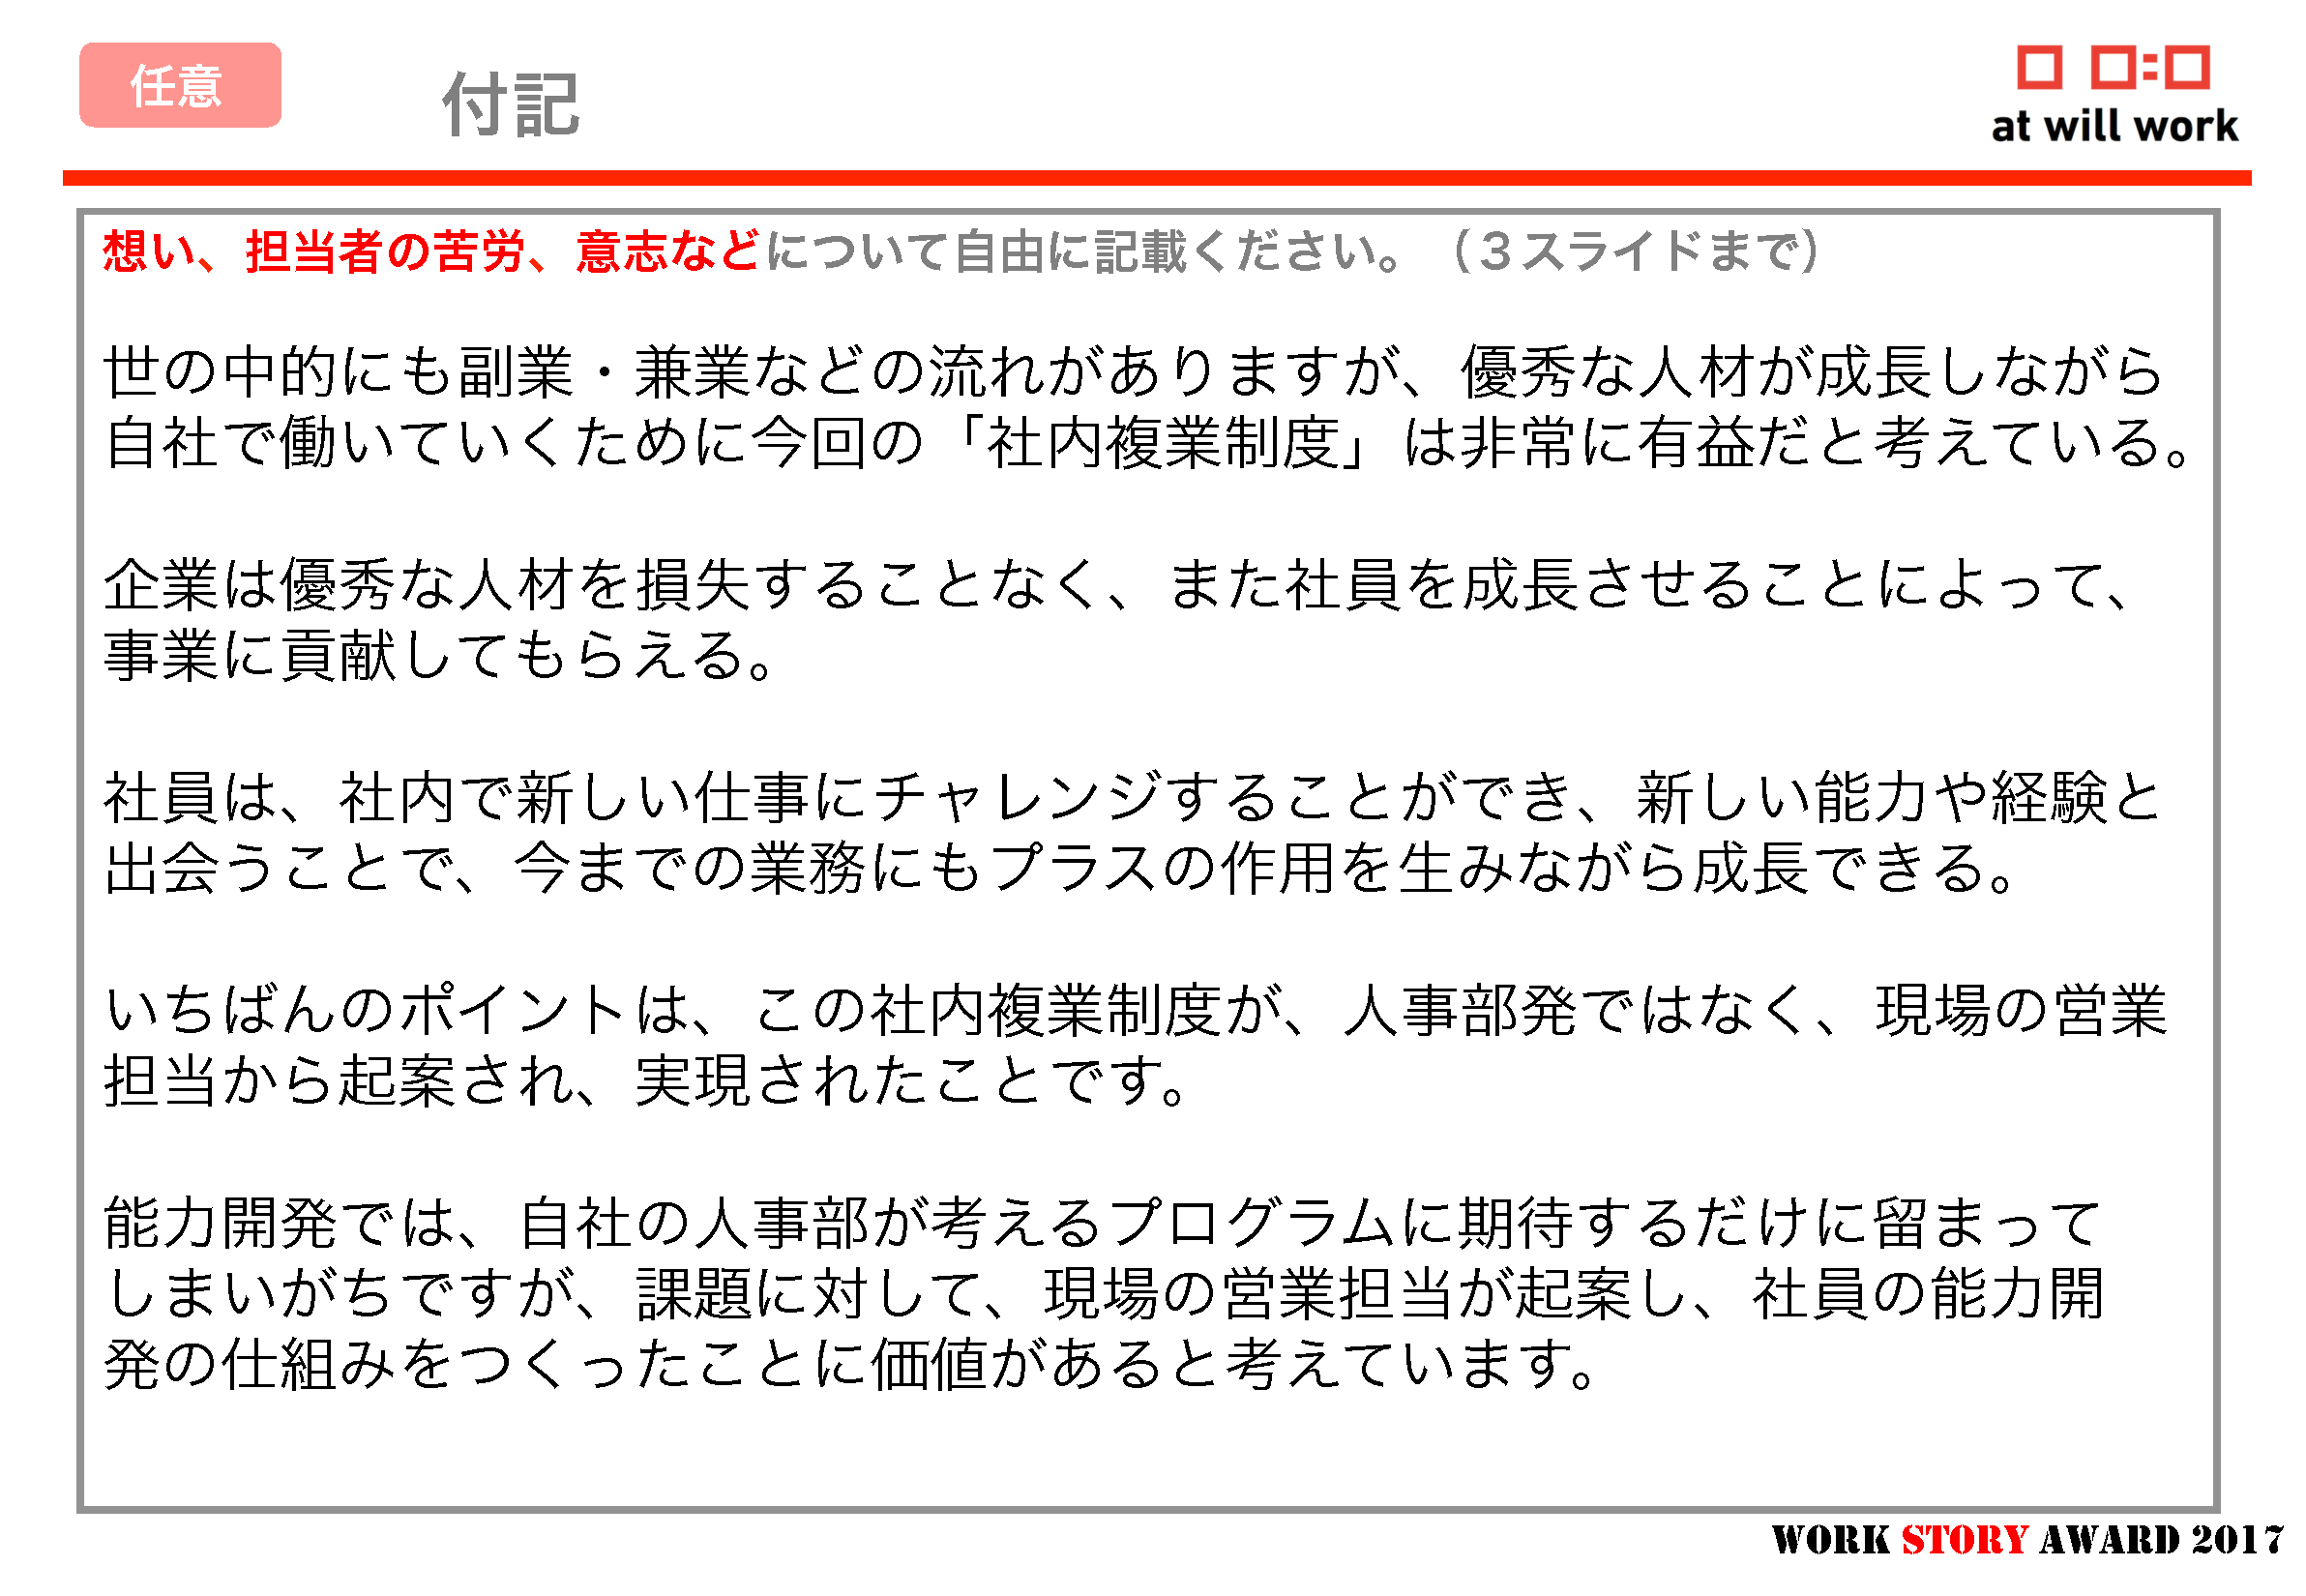 任意
付記
at will work
想い、担当者の苦労、意志などについて自由に記載ください。（３スライドまで）
世の中的にも副業・兼業などの流れがありますが、優秀な人材が成長しながら
自社で働いていくために今回の「社内複業制度」は非常に有益だと考えている。
企業は優秀な人材を損失することなく、また社員を成長させることによって、
事業に貢献してもらえる。
社員は、社内で新しい仕事にチャレンジすることができ、新しい能力や経験と
出会うことで、今までの業務にもプラスの作用を生みながら成長できる。
いちばんのポイントは、この社内複業制度が、人事部発ではなく、現場の営業
担当から起案され、実現されたことです。
能力開発では、自社の人事部が考えるプログラムに期待するだけに留まって
しまいがちですが、課題に対して、現場の営業担当が起案し、社員の能力開
発の仕組みをつくったことに価値があると考えています。
WORK STORY AWARD 2017